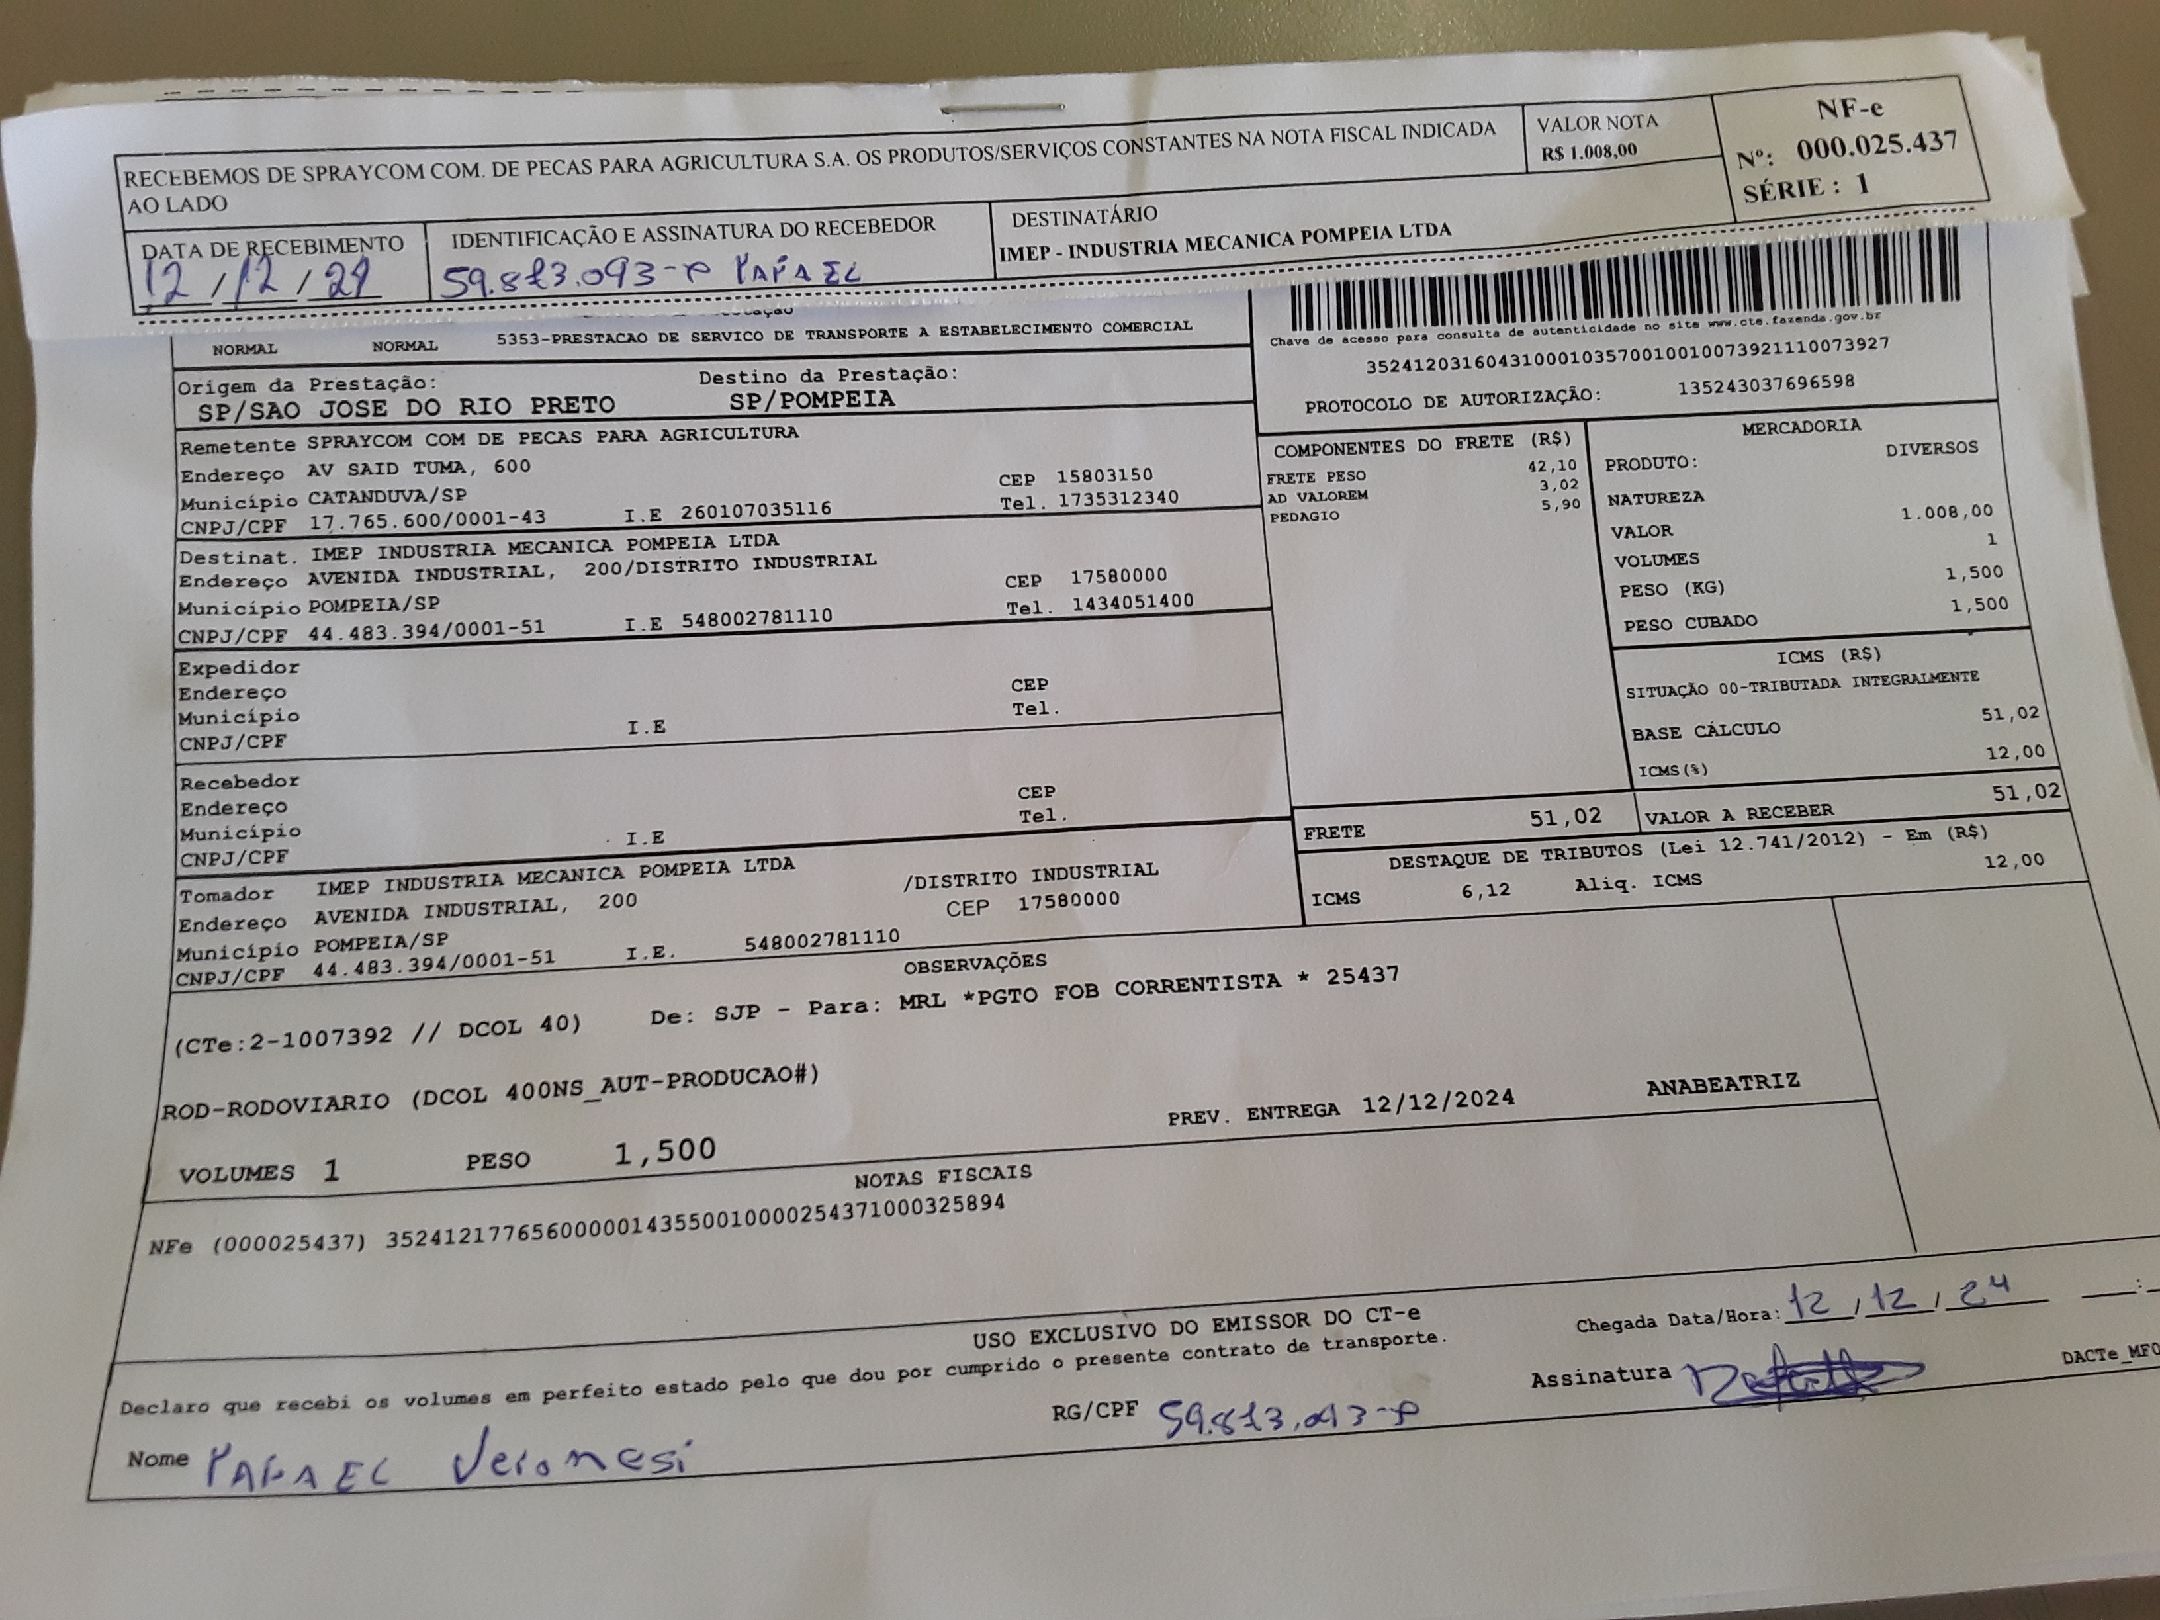 RECEBEMOS DE SPRAYCOM COM. DE PECAS PARA AGRICULTURA S.A. OS PRODUTOS/SERVIÇOS CONSTANTES NA NOTA FISCAL INDICADA
AO LADO
VALOR NOTA
R$ 1.008,00
NF-e
Nº: 000.025.437
SÉRIE : 1
DATA DE RECEBIMENTO
12/12/24
IDENTIFICAÇÃO E ASSINATURA DO RECEBEDOR
59.813.093-P RAFAEL
DESTINATÁRIO
IMEP - INDUSTRIA MECANICA POMPEIA LTDA
NORMAL NORMAL 5353-PRESTACAO DE SERVICO DE TRANSPORTE A ESTABELECIMENTO COMERCIAL
Chave de acesso para consulta de autenticidade no site www.cte.fazenda.gov.br
35241203160431000103570010010073921110073927
PROTOCOLO DE AUTORIZAÇÃO: 135243037696598
Origem da Prestação: Destino da Prestação:
SP/SAO JOSE DO RIO PRETO SP/POMPEIA
Remetente SPRAYCOM COM DE PECAS PARA AGRICULTURA
Endereço AV SAID TUMA, 600 CEP 15803150
Município CATANDUVA/SP Tel. 1735312340
CNPJ/CPF 17.765.600/0001-43 I.E 260107035116
Destinat. IMEP INDUSTRIA MECANICA POMPEIA LTDA
Endereço AVENIDA INDUSTRIAL, 200/DISTRITO INDUSTRIAL CEP 17580000
Município POMPEIA/SP Tel. 1434051400
CNPJ/CPF 44.483.394/0001-51 I.E 548002781110
Expedidor
Endereço CEP
Município Tel.
CNPJ/CPF I.E
Recebedor
Endereço CEP
Município Tel.
CNPJ/CPF I.E
Tomador IMEP INDUSTRIA MECANICA POMPEIA LTDA
Endereço AVENIDA INDUSTRIAL, 200 /DISTRITO INDUSTRIAL
Município POMPEIA/SP CEP 17580000
CNPJ/CPF 44.483.394/0001-51 I.E. 548002781110
COMPONENTES DO FRETE (R$)
FRETE PESO 42,10
AD VALOREM 3,02
PEDAGIO 5,90
MERCADORIA
PRODUTO: DIVERSOS
NATUREZA
VALOR 1.008,00
VOLUMES 1
PESO (KG) 1,500
PESO CUBADO 1,500
ICMS (R$)
SITUAÇÃO 00-TRIBUTADA INTEGRALMENTE
BASE CÁLCULO 51,02
ICMS(%) 12,00
FRETE 51,02 VALOR A RECEBER 51,02
DESTAQUE DE TRIBUTOS (Lei 12.741/2012) - Em (R$)
ICMS 6,12 Aliq. ICMS 12,00
OBSERVAÇÕES
(CTe:2-1007392 // DCOL 40) De: SJP - Para: MRL *PGTO FOB CORRENTISTA * 25437
ROD-RODOVIARIO (DCOL 400NS_AUT-PRODUCAO#)
PREV. ENTREGA 12/12/2024 ANABEATRIZ
VOLUMES 1 PESO 1,500
NOTAS FISCAIS
NFe (000025437) 35241217765600000143550010000254371000325894
USO EXCLUSIVO DO EMISSOR DO CT-e
Declaro que recebi os volumes em perfeito estado pelo que dou por cumprido o presente contrato de transporte.
Chegada Data/Hora: 12/12/24 __:
Nome RAFAEL Veronesi
RG/CPF 59.813.093-P
Assinatura
DACTe_MF0